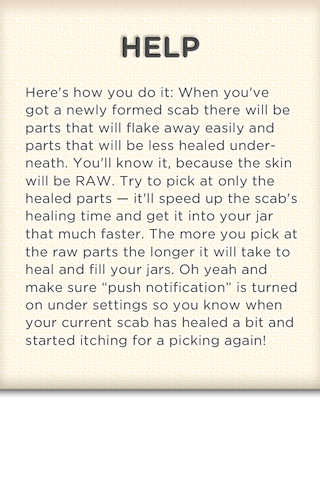 HELP
Here's how you do it: When you've
got a newly formed scab there will be
parts that will flake away easily and
parts that will be less healed under-
neath. You'll know it, because the skin
will be RAW. Try to pick at only the
healed parts — it'll speed up the scab's
healing time and get it into your jar
that much faster. The more you pick at
the raw parts the longer it will take to
heal and fill your jars. Oh yeah and
make sure “push notification” is turned
on under settings so you know when
your current scab has healed a bit and
started itching for a picking again!